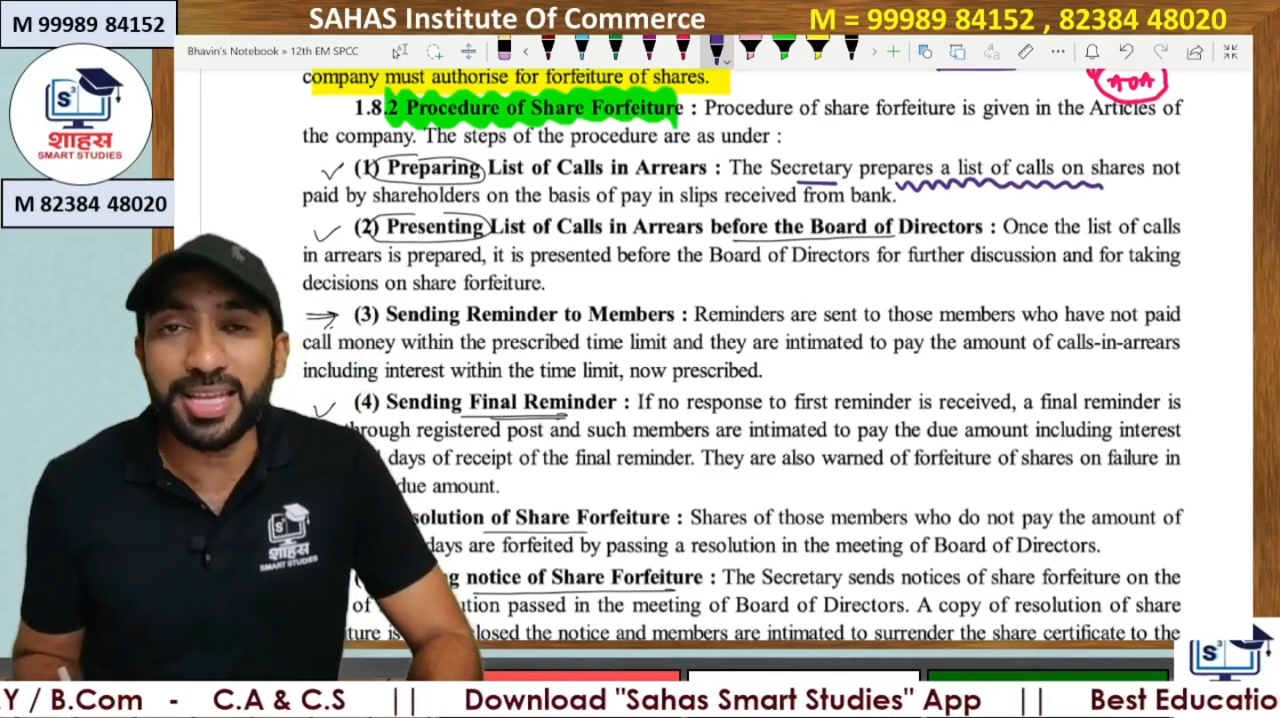 M 99989 84152
SAHAS Institute Of Commerce
M = 99989 84152 , 82384 48020
Bhavin's Notebook » 12th EM SPCC
company must authorise for forfeiture of shares.
AOA
1.8.2 Procedure of Share Forfeiture : Procedure of share forfeiture is given in the Articles of
the company. The steps of the procedure are as under :
(1) Preparing List of Calls in Arrears : The Secretary prepares a list of calls on shares not
paid by shareholders on the basis of pay in slips received from bank.
(2) Presenting List of Calls in Arrears before the Board of Directors : Once the list of calls
in arrears is prepared, it is presented before the Board of Directors for further discussion and for taking
decisions on share forfeiture.
(3) Sending Reminder to Members : Reminders are sent to those members who have not paid
call money within the prescribed time limit and they are intimated to pay the amount of calls-in-arrears
including interest within the time limit, now prescribed.
(4) Sending Final Reminder : If no response to first reminder is received, a final reminder is
through registered post and such members are intimated to pay the due amount including interest
days of receipt of the final reminder. They are also warned of forfeiture of shares on failure in
due amount.
solution of Share Forfeiture : Shares of those members who do not pay the amount of
days are forfeited by passing a resolution in the meeting of Board of Directors.
g notice of Share Forfeiture : The Secretary sends notices of share forfeiture on the
of ution passed in the meeting of Board of Directors. A copy of resolution of share
ture is losed the notice and members are intimated to surrender the share certificate to the
S³
शाहस
SMART STUDIES
M 82384 48020
S³
शाहस
SMART STUDIES
S³
.Y / B.Com - C.A & C.S || Download "Sahas Smart Studies" App || Best Educatio